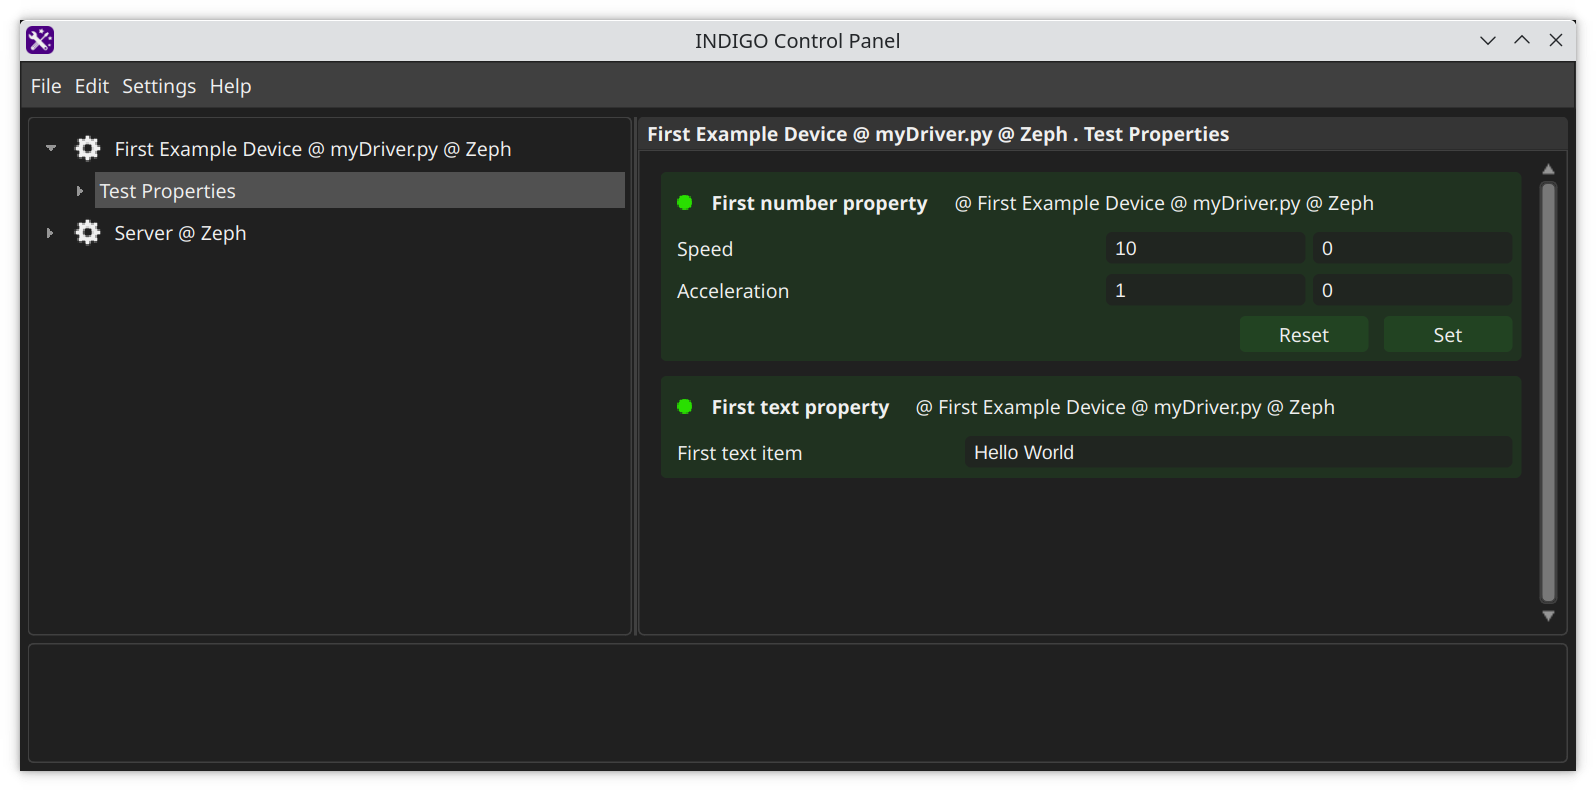 INDIGO Control Panel
File Edit Settings Help
First Example Device @ myDriver.py @ Zeph
Test Properties
Server @ Zeph
First Example Device @ myDriver.py @ Zeph . Test Properties
First number property @ First Example Device @ myDriver.py @ Zeph
Speed 10 0
Acceleration 1 0
Reset Set
First text property @ First Example Device @ myDriver.py @ Zeph
First text item Hello World